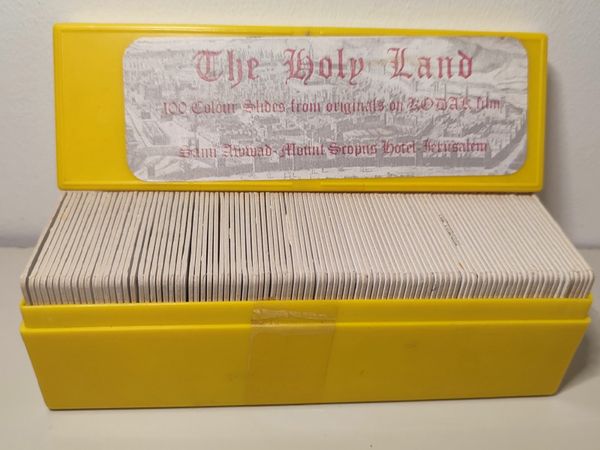 The Holy Land
100 Colour Slides from originals on KODAK film
Sami Awwad-Mount Scopus Hotel-Jerusalem